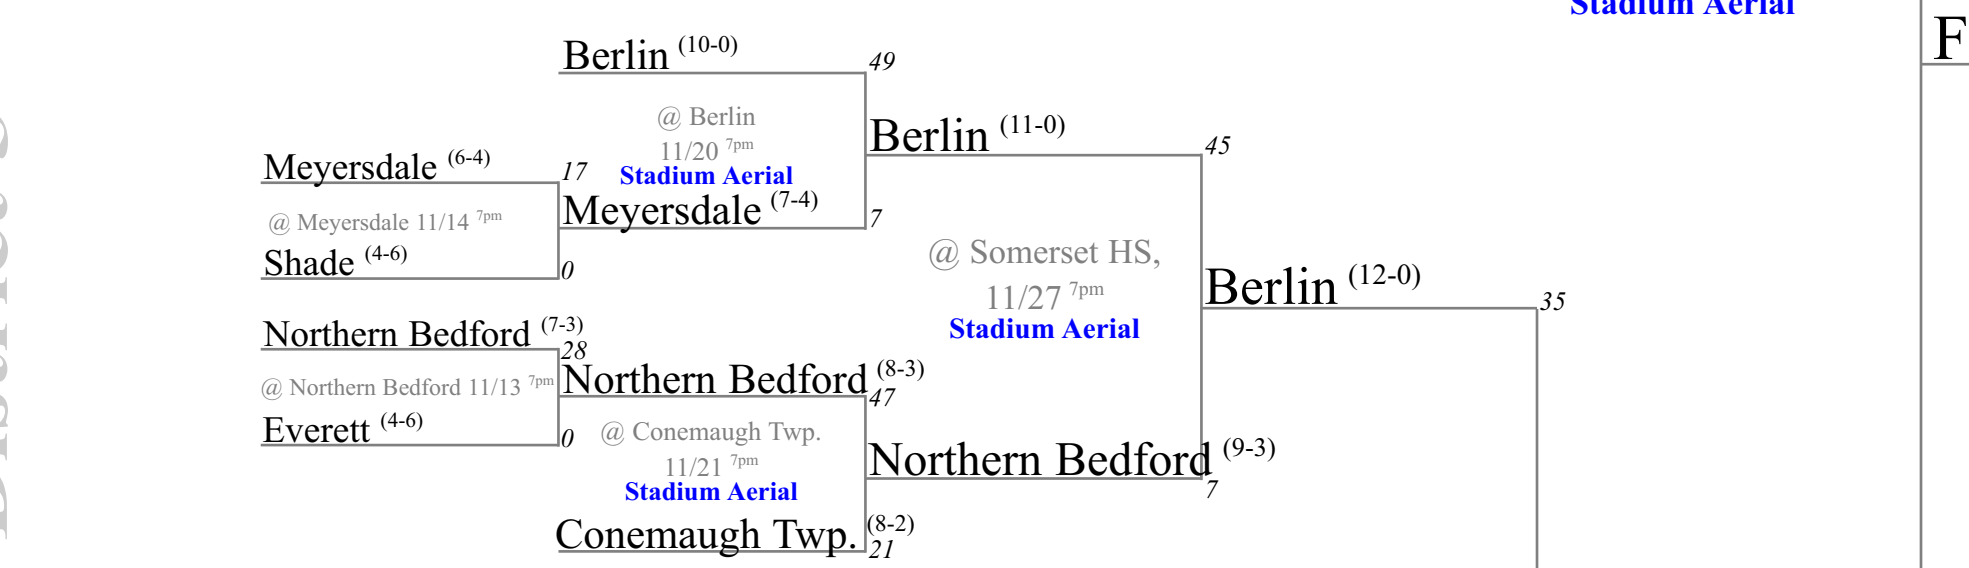 Stadium Aerial
F
Berlin (10-0)
49
@ Berlin
11/20 7pm
Stadium Aerial
Berlin (11-0)
45
Meyersdale (6-4)
17
Meyersdale (7-4)
7
@ Meyersdale 11/14 7pm
Shade (4-6)
0
@ Somerset HS,
11/27 7pm
Stadium Aerial
Berlin (12-0)
35
Northern Bedford (7-3)
28
@ Northern Bedford 11/13 7pm
Northern Bedford (8-3)
47
Everett (4-6)
0
@ Conemaugh Twp.
11/21 7pm
Stadium Aerial
Northern Bedford (9-3)
7
Conemaugh Twp. (8-2)
21